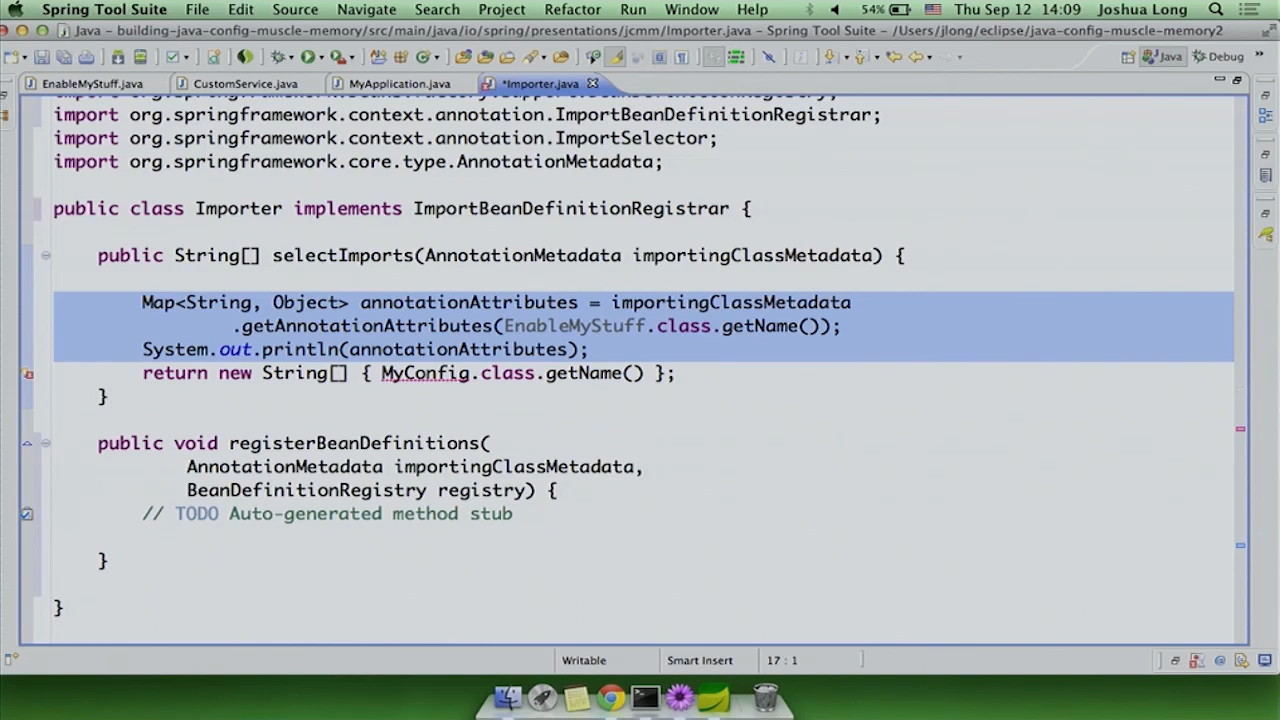 Spring Tool Suite File Edit Source Navigate Search Project Refactor Run Window Help 54% Thu Sep 12 14:09 Joshua Long
Java - building-java-config-muscle-memory/src/main/java/io/spring/presentations/jcmm/Importer.java - Spring Tool Suite - /Users/jlong/eclipse/java-config-muscle-memory2
Java Debug
EnableMyStuff.java CustomService.java MyApplication.java *Importer.java
import org.springframework.context.annotation.ImportBeanDefinitionRegistrar;
import org.springframework.context.annotation.ImportSelector;
import org.springframework.core.type.AnnotationMetadata;
public class Importer implements ImportBeanDefinitionRegistrar {
public String[] selectImports(AnnotationMetadata importingClassMetadata) {
Map<String, Object> annotationAttributes = importingClassMetadata
.getAnnotationAttributes(EnableMyStuff.class.getName());
System.out.println(annotationAttributes);
return new String[] { MyConfig.class.getName() };
}
public void registerBeanDefinitions(
AnnotationMetadata importingClassMetadata,
BeanDefinitionRegistry registry) {
// TODO Auto-generated method stub
}
}
Writable Smart Insert 17 : 1